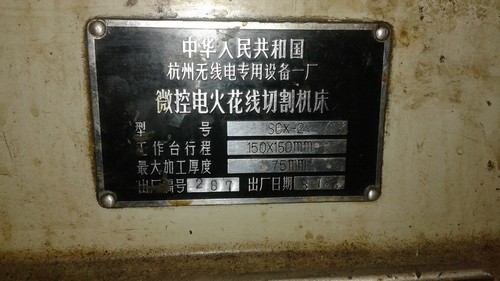 中华人民共和国
杭州无线电专用设备一厂
微控电火花线切割机床
型号 SCX-2
工作台行程 150X150mm
最大加工厚度 75mm
出厂编号 287 出厂日期